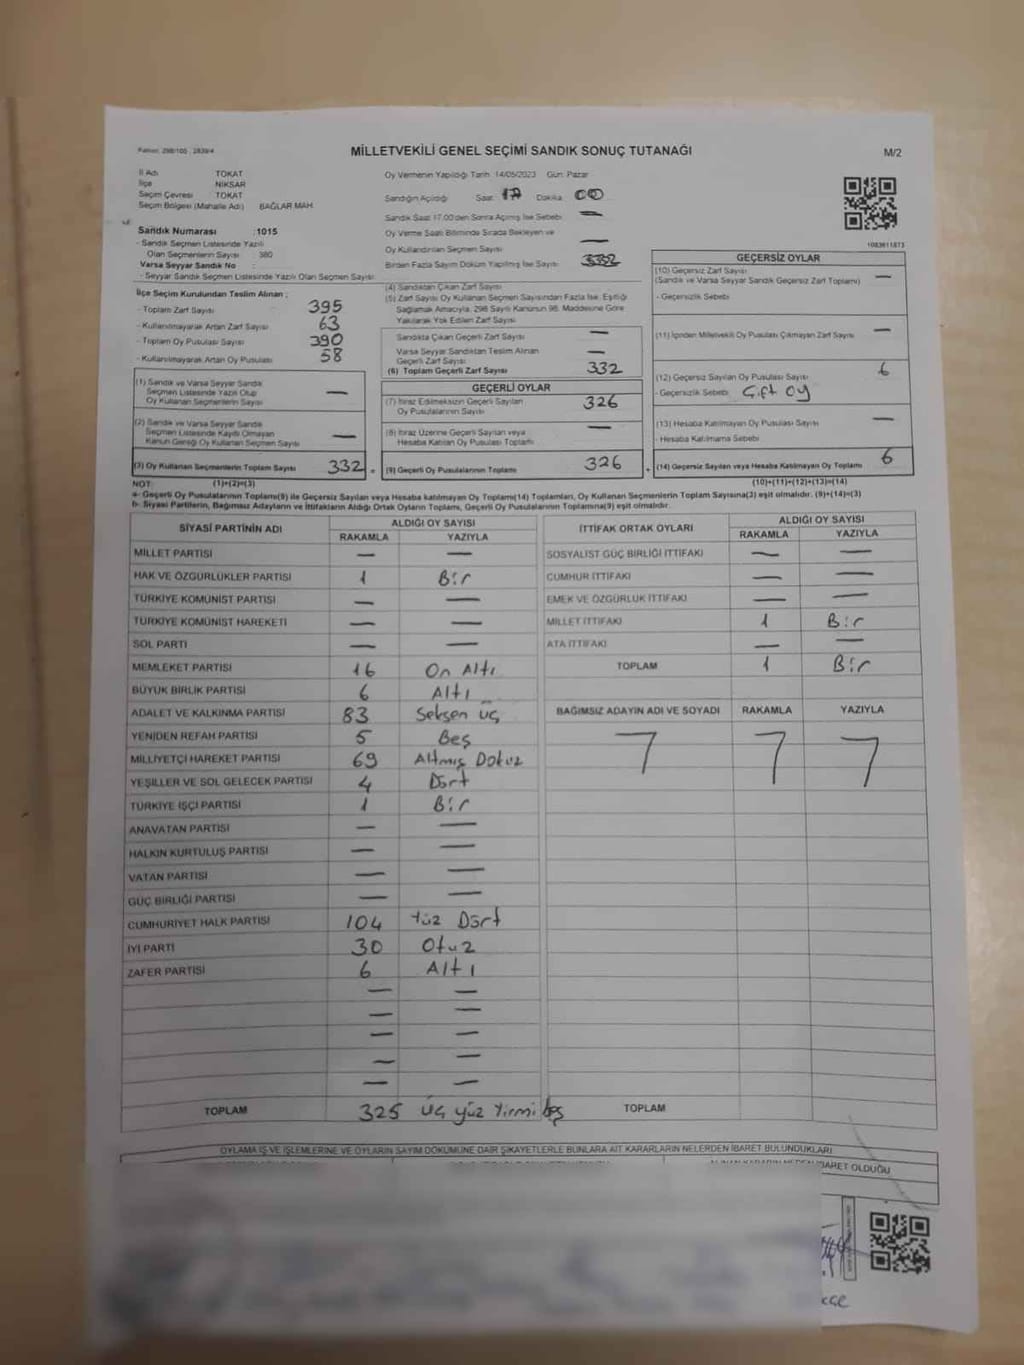 Patent: 298/105 . 2839/4
MİLLETVEKİLİ GENEL SEÇİMİ SANDIK SONUÇ TUTANAĞI
M/2
İl Adı TOKAT
İlçe NİKSAR
Seçim Çevresi TOKAT
Seçim Bölgesi (Mahalle Adı) BAĞLAR MAH.
Oy Vermenin Yapıldığı Tarih: 14/05/2023 Gün: Pazar
Sandığın Açıldığı Saat: 17 Dakika 00
Sandık Saat 17.00'den Sonra Açılmış İse Sebebi —
Oy Verme Saati Bitiminde Sırada Bekleyen ve
Oy Kullandırılan Seçmen Sayısı —
Birden Fazla Sayım Döküm Yapılmış İse Sayısı
1083611873
Sandık Numarası :1015
- Sandık Seçmen Listesinde Yazılı
Olan Seçmenlerin Sayısı : 380
Varsa Seyyar Sandık No :
- Seyyar Sandık Seçmen Listesinde Yazılı Olan Seçmen Sayısı:
İlçe Seçim Kurulundan Teslim Alınan ;
- Toplam Zarf Sayısı 395
- Kullanılmayarak Artan Zarf Sayısı 63
- Toplam Oy Pusulası Sayısı 390
- Kullanılmayarak Artan Oy Pusulası 58
(1) Sandık ve Varsa Seyyar Sandık
Seçmen Listesinde Yazılı Olup
Oy Kullanan Seçmenlerin Sayısı —
(2) Sandık ve Varsa Seyyar Sandık
Seçmen Listesinde Kayıtlı Olmayan
Kanun Gereği Oy Kullanan Seçmen Sayısı —
(3) Oy Kullanan Seçmenlerin Toplam Sayısı 332
(4) Sandıktan Çıkan Zarf Sayısı
(5) Zarf Sayısı Oy Kullanan Seçmen Sayısından Fazla İse, Eşitliği
Sağlamak Amacıyla, 298 Sayılı Kanunun 98. Maddesine Göre
Yakılarak Yok Edilen Zarf Sayısı
Sandıkta Çıkan Geçerli Zarf Sayısı —
Varsa Seyyar Sandıktan Teslim Alınan
Geçerli Zarf Sayısı —
(6) Toplam Geçerli Zarf Sayısı 332
GEÇERLİ OYLAR
(7) İtiraz Edilmeksizin Geçerli Sayılan
Oy Pusulalarının Sayısı 326
(8) İtiraz Üzerine Geçerli Sayılan veya
Hesaba Katılan Oy Pusulası Toplamı —
(9) Geçerli Oy Pusulalarının Toplamı 326
GEÇERSİZ OYLAR
(10) Geçersiz Zarf Sayısı
(Sandık ve Varsa Seyyar Sandık Geçersiz Zarf Toplamı) —
- Geçersizlik Sebebi
(11) İçinden Milletvekili Oy Pusulası Çıkmayan Zarf Sayısı —
(12) Geçersiz Sayılan Oy Pusulası Sayısı 6
- Geçersizlik Sebebi Çift oy
(13) Hesaba Katılmayan Oy Pusulası Sayısı —
- Hesaba Katılmama Sebebi
(14) Geçersiz Sayılan veya Hesaba Katılmayan Oy Toplamı 6
NOT: (1)+(2)=(3) (10)+(11)+(12)+(13)=(14)
a- Geçerli Oy Pusulalarının Toplamı(9) ile Geçersiz Sayılan veya Hesaba katılmayan Oy Toplamı(14) Toplamları, Oy Kullanan Seçmenlerin Toplam Sayısına(3) eşit olmalıdır. (9)+(14)=(3)
b- Siyasi Partilerin, Bağımsız Adayların ve İttifakların Aldığı Ortak Oyların Toplamı, Geçerli Oy Pusulalarının Toplamına(9) eşit olmalıdır.
SİYASİ PARTİNİN ADI ALDIĞI OY SAYISI
RAKAMLA YAZIYLA
MİLLET PARTİSİ — —
HAK VE ÖZGÜRLÜKLER PARTİSİ 1 Bir
TÜRKİYE KOMÜNİST PARTİSİ — —
TÜRKİYE KOMÜNİST HAREKETİ — —
SOL PARTİ — —
MEMLEKET PARTİSİ 16 On Altı
BÜYÜK BİRLİK PARTİSİ 6 Altı
ADALET VE KALKINMA PARTİSİ 83 Seksen üç
YENİDEN REFAH PARTİSİ 5 Beş
MİLLİYETÇİ HAREKET PARTİSİ 69 Altmış Dokuz
YEŞİLLER VE SOL GELECEK PARTİSİ 4 Dört
TÜRKİYE İŞÇİ PARTİSİ 1 Bir
ANAVATAN PARTİSİ — —
HALKIN KURTULUŞ PARTİSİ — —
VATAN PARTİSİ — —
GÜÇ BİRLİĞİ PARTİSİ — —
CUMHURİYET HALK PARTİSİ 104 Yüz Dört
İYİ PARTİ 30 Otuz
ZAFER PARTİSİ 6 Altı
— —
— —
— —
— —
— —
TOPLAM 325 Üç yüz Yirmi beş
İTTİFAK ORTAK OYLARI ALDIĞI OY SAYISI
RAKAMLA YAZIYLA
SOSYALİST GÜÇ BİRLİĞİ İTTİFAKI — —
CUMHUR İTTİFAKI — —
EMEK VE ÖZGÜRLÜK İTTİFAKI — —
MİLLET İTTİFAKI 1 Bir
ATA İTTİFAKI — —
TOPLAM 1 Bir
BAĞIMSIZ ADAYIN ADI VE SOYADI RAKAMLA YAZIYLA
TOPLAM
OYLAMA İŞ VE İŞLEMLERİNE VE OYLARIN SAYIM DÖKÜMÜNE DAİR ŞİKAYETLERLE BUNLARA AİT KARARLARIN NELERDEN İBARET BULUNDUKLARI
İBARET OLDUĞU